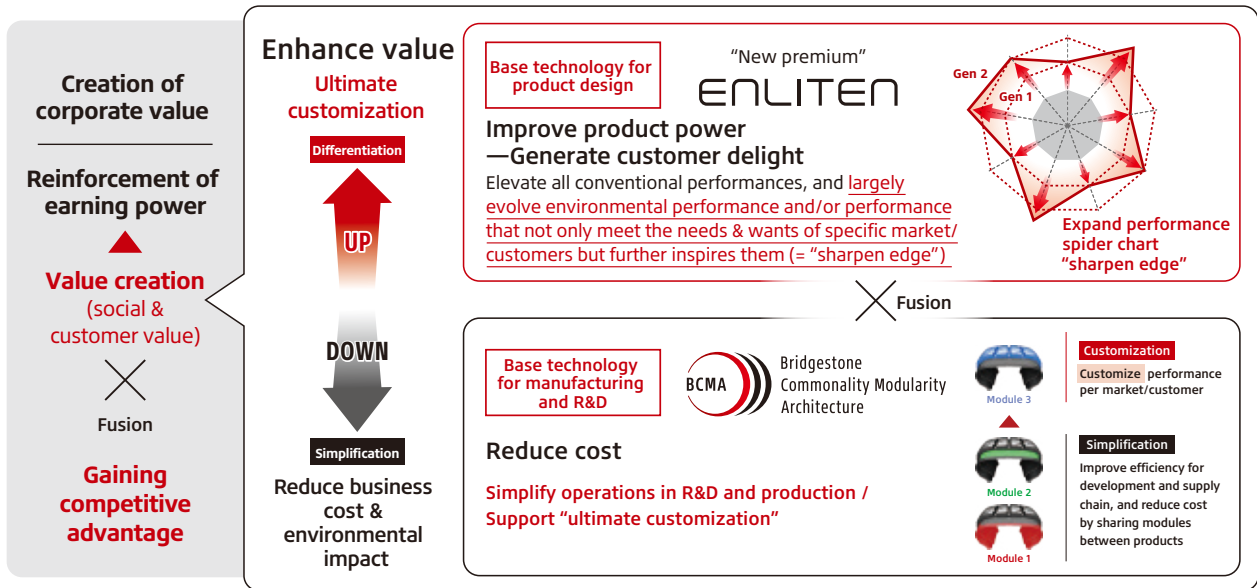 Creation of
corporate value
Reinforcement of
earning power
Value creation
(social &
customer value)
Fusion
Gaining
competitive
advantage
Enhance value
Ultimate
customization
Differentiation
UP
DOWN
Simplification
Reduce business
cost &
environmental
impact
Base technology for
product design
“New premium”
ENLITEN
Improve product power
—Generate customer delight
Elevate all conventional performances, and largely
evolve environmental performance and/or performance
that not only meet the needs & wants of specific market/
customers but further inspires them (= “sharpen edge”)
Gen 2
Gen 1
Expand performance
spider chart
“sharpen edge”
Fusion
Base technology
for manufacturing
and R&D
BCMA
Bridgestone
Commonality Modularity
Architecture
Reduce cost
Simplify operations in R&D and production /
Support “ultimate customization”
Module 3
Module 2
Module 1
Customization
Customize performance
per market/customer
Simplification
Improve efficiency for
development and supply
chain, and reduce cost
by sharing modules
between products